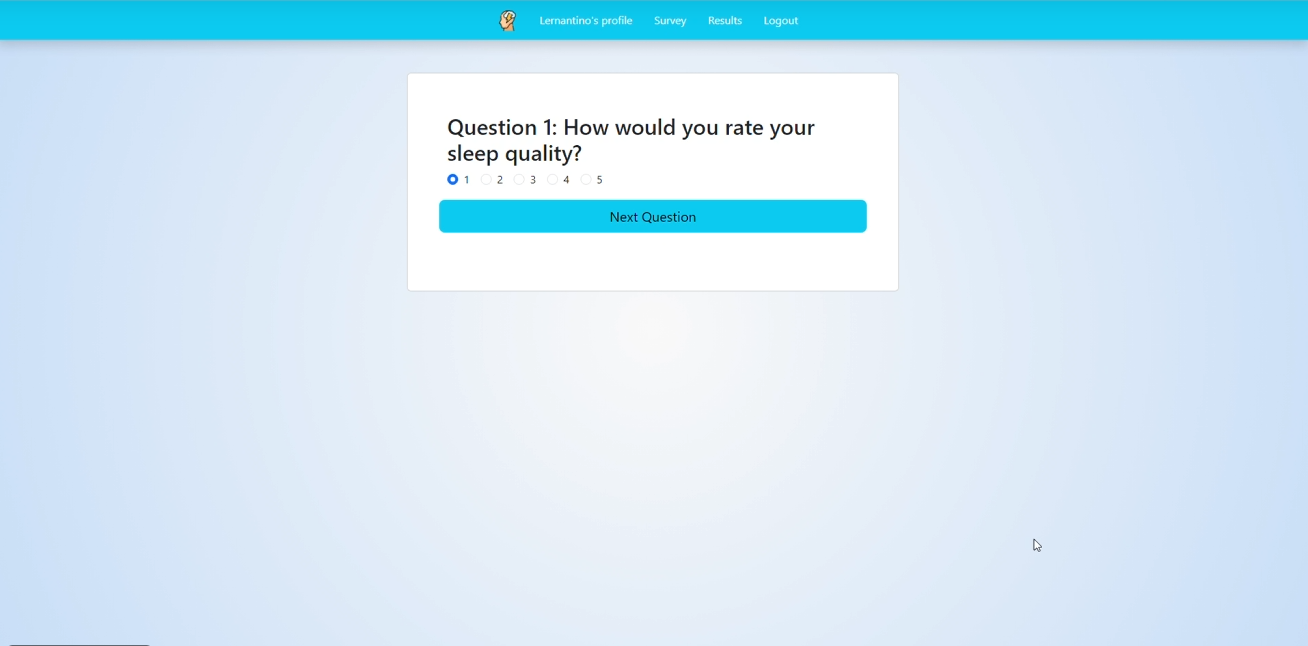 Lernantino's profile Survey Results Logout
Question 1: How would you rate your
sleep quality?
1 2 3 4 5
Next Question